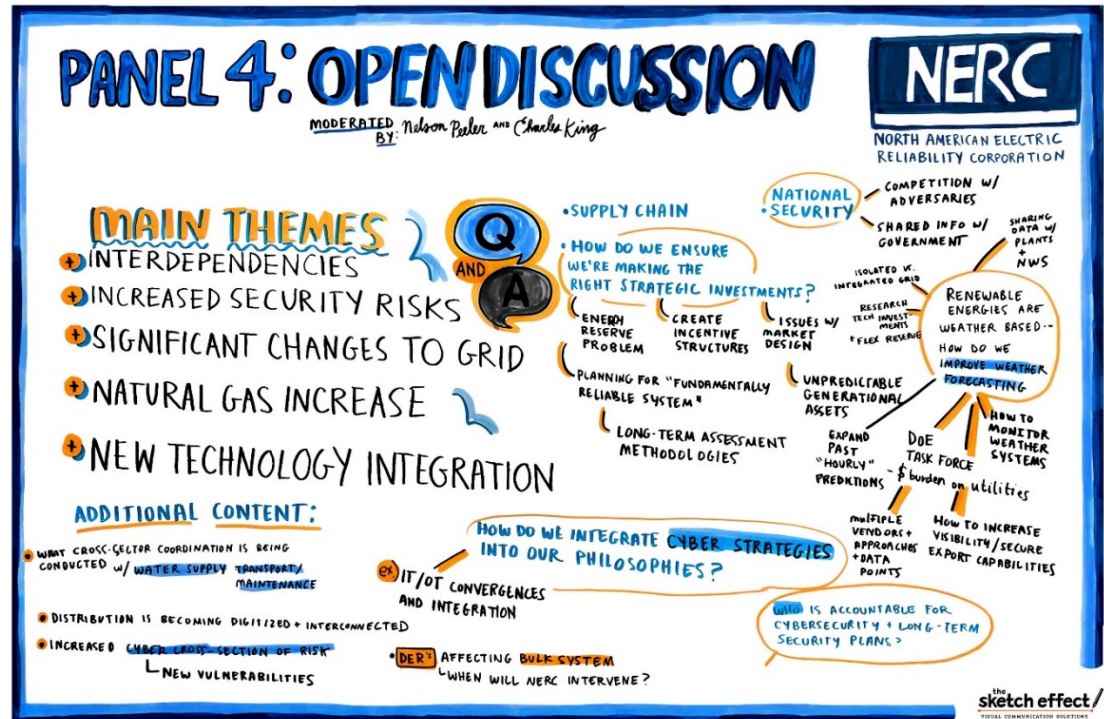 PANEL 4: OPEN DISCUSSION
MODERATED
BY: Nelson Peeler AND Charles King
NERC
NORTH AMERICAN ELECTRIC
RELIABILITY CORPORATION
MAIN THEMES
+ INTERDEPENDENCIES
+ INCREASED SECURITY RISKS
+ SIGNIFICANT CHANGES TO GRID
+ NATURAL GAS INCREASE
+ NEW TECHNOLOGY INTEGRATION
Q
AND
A
• SUPPLY CHAIN
• HOW DO WE ENSURE
WE'RE MAKING THE
RIGHT STRATEGIC INVESTMENTS?
ENERGY
RESERVE
PROBLEM
CREATE
INCENTIVE
STRUCTURES
ISSUES W/
MARKET
DESIGN
PLANNING FOR "FUNDAMENTALLY
RELIABLE SYSTEM"
LONG-TERM ASSESSMENT
METHODOLOGIES
UNPREDICTABLE
GENERATIONAL
ASSETS
NATIONAL
• SECURITY
COMPETITION W/
ADVERSARIES
SHARED INFO W/
GOVERNMENT
SHARING
DATA W/
PLANTS
+
NWS
ISOLATED VS.
INTEGRATED GRID
RESEARCH
TECH INVEST-
MENTS
+ FLEX RESERVE
RENEWABLE
ENERGIES ARE
WEATHER BASED...
HOW DO WE
IMPROVE WEATHER
FORECASTING
EXPAND
PAST
"HOURLY"
PREDICTIONS
DOE
TASK FORCE
- $ burden on utilities
HOW TO
MONITOR
WEATHER
SYSTEMS
MULTIPLE
VENDORS +
APPROACHES
+ DATA
POINTS
HOW TO INCREASE
VISIBILITY/SECURE
EXPORT CAPABILITIES
ADDITIONAL CONTENT:
• WHAT CROSS-SECTOR COORDINATION IS BEING
CONDUCTED W/ WATER SUPPLY TRANSPORT/
MAINTENANCE
• DISTRIBUTION IS BECOMING DIGITIZED + INTERCONNECTED
• INCREASED CYBER CROSS-SECTION OF RISK
NEW VULNERABILITIES
HOW DO WE INTEGRATE CYBER STRATEGIES
INTO OUR PHILOSOPHIES?
ex) IT/OT CONVERGENCES
AND INTEGRATION
• DER's AFFECTING BULK SYSTEM
WHEN WILL NERC INTERVENE?
WHO IS ACCOUNTABLE FOR
CYBERSECURITY + LONG-TERM
SECURITY PLANS?
the
sketch effect/
VISUAL COMMUNICATION SOLUTIONS